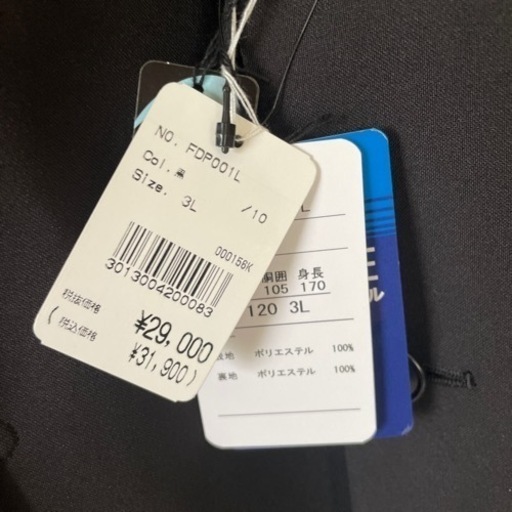 NO. FDP001L
Col. 黒
Size. 3L /10
000156K
3013004200083
税抜価格 ¥29,000
( 税込価格 ¥31,900 )
L
胴囲 身長
105 170
120 3L
表地 ポリエステル 100%
裏地 ポリエステル 100%
ル